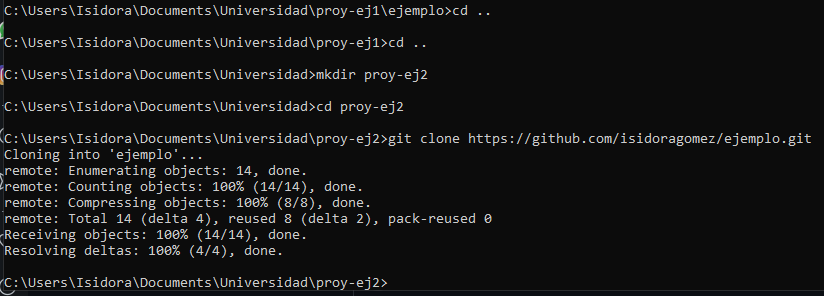 C:\Users\Isidora\Documents\Universidad\proy-ej1\ejemplo>cd ..
C:\Users\Isidora\Documents\Universidad\proy-ej1>cd ..
C:\Users\Isidora\Documents\Universidad>mkdir proy-ej2
C:\Users\Isidora\Documents\Universidad>cd proy-ej2
C:\Users\Isidora\Documents\Universidad\proy-ej2>git clone https://github.com/isidoragomez/ejemplo.git
Cloning into 'ejemplo'...
remote: Enumerating objects: 14, done.
remote: Counting objects: 100% (14/14), done.
remote: Compressing objects: 100% (8/8), done.
remote: Total 14 (delta 4), reused 8 (delta 2), pack-reused 0
Receiving objects: 100% (14/14), done.
Resolving deltas: 100% (4/4), done.
C:\Users\Isidora\Documents\Universidad\proy-ej2>